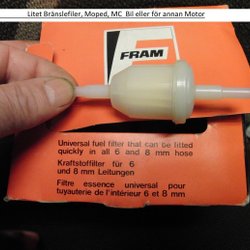 Litet Bränslefiler, Moped, MC Bil eller för annan Motor
FRAM
Universal fuel filter that can be fitted
quickly in all 6 and 8 mm hose
Kraftstoffilter für 6
und 8 mm Leitungen
Filtre essence universal pour
tuyauterie de l'intérieur 6 et 8 mm